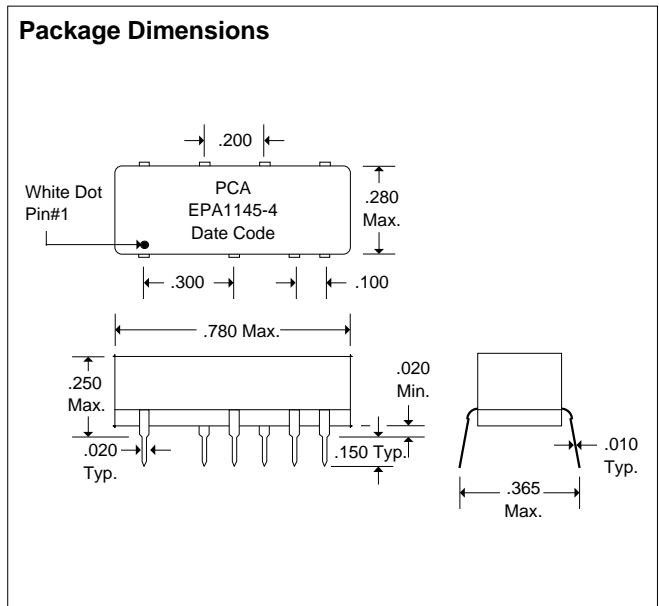 Package Dimensions
.200
White Dot
Pin#1
PCA
EPA1145-4
Date Code
.280
Max.
.300
.100
.780 Max.
.250
Max.
.020
Min.
.020
Typ.
.150 Typ.
.010
Typ.
.365
Max.